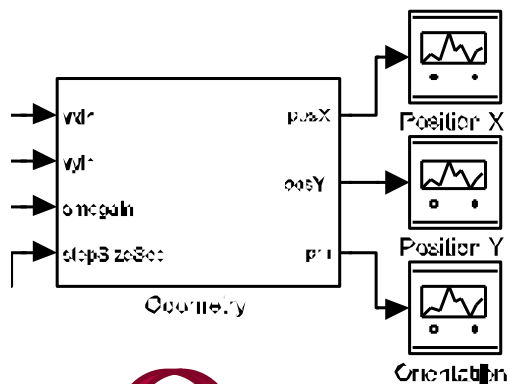 vxIn
posX
Position X
vyIn
posY
omegaIn
Position Y
stepSizeSec
phi
Odometry
Orientation